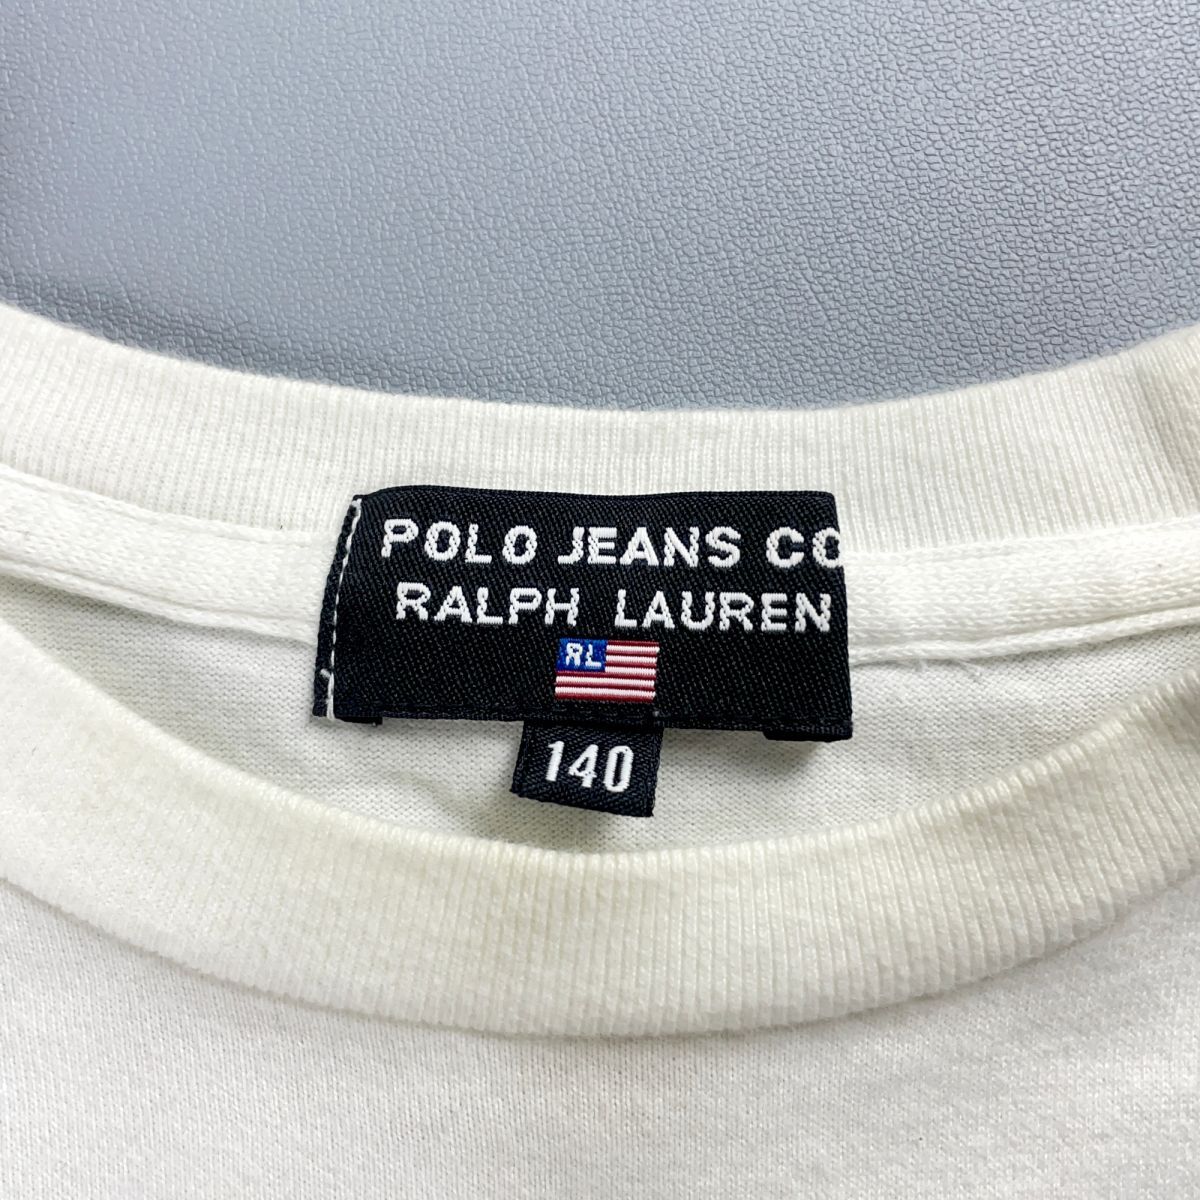 POLO JEANS CO
RALPH LAUREN
RL
140